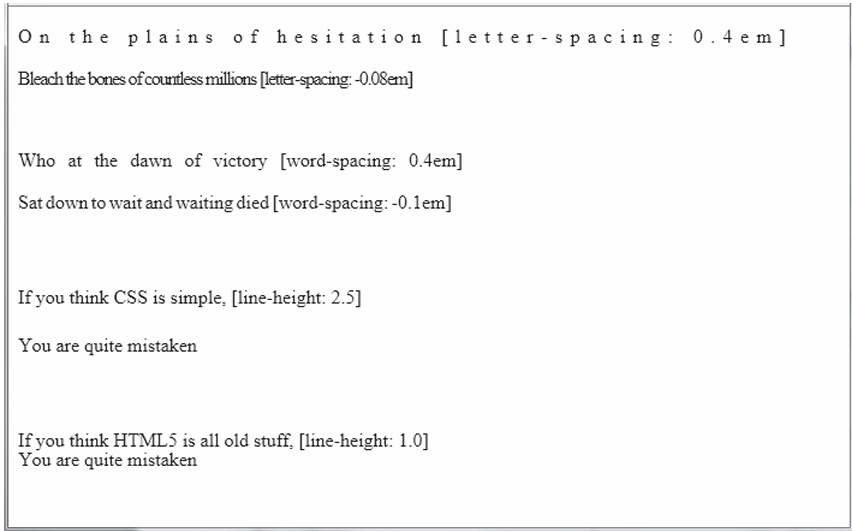 On the plains of hesitation [letter-spacing: 0.4em]
Bleach the bones of countless millions [letter-spacing: -0.08em]
Who at the dawn of victory [word-spacing: 0.4em]
Sat down to wait and waiting died [word-spacing: -0.1em]
If you think CSS is simple, [line-height: 2.5]
You are quite mistaken
If you think HTML5 is all old stuff, [line-height: 1.0]
You are quite mistaken